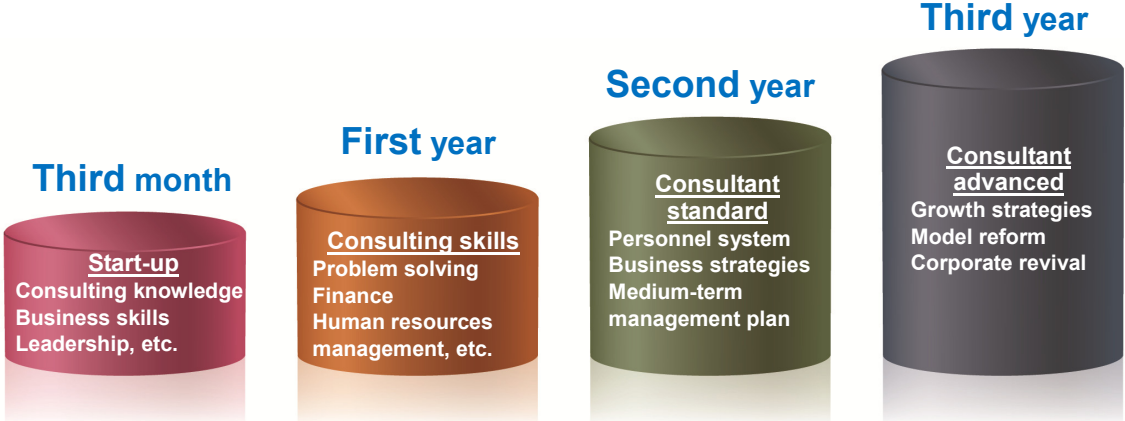 Third month
Start-up
Consulting knowledge
Business skills
Leadership, etc.
First year
Consulting skills
Problem solving
Finance
Human resources
management, etc.
Second year
Consultant
standard
Personnel system
Business strategies
Medium-term
management plan
Third year
Consultant
advanced
Growth strategies
Model reform
Corporate revival